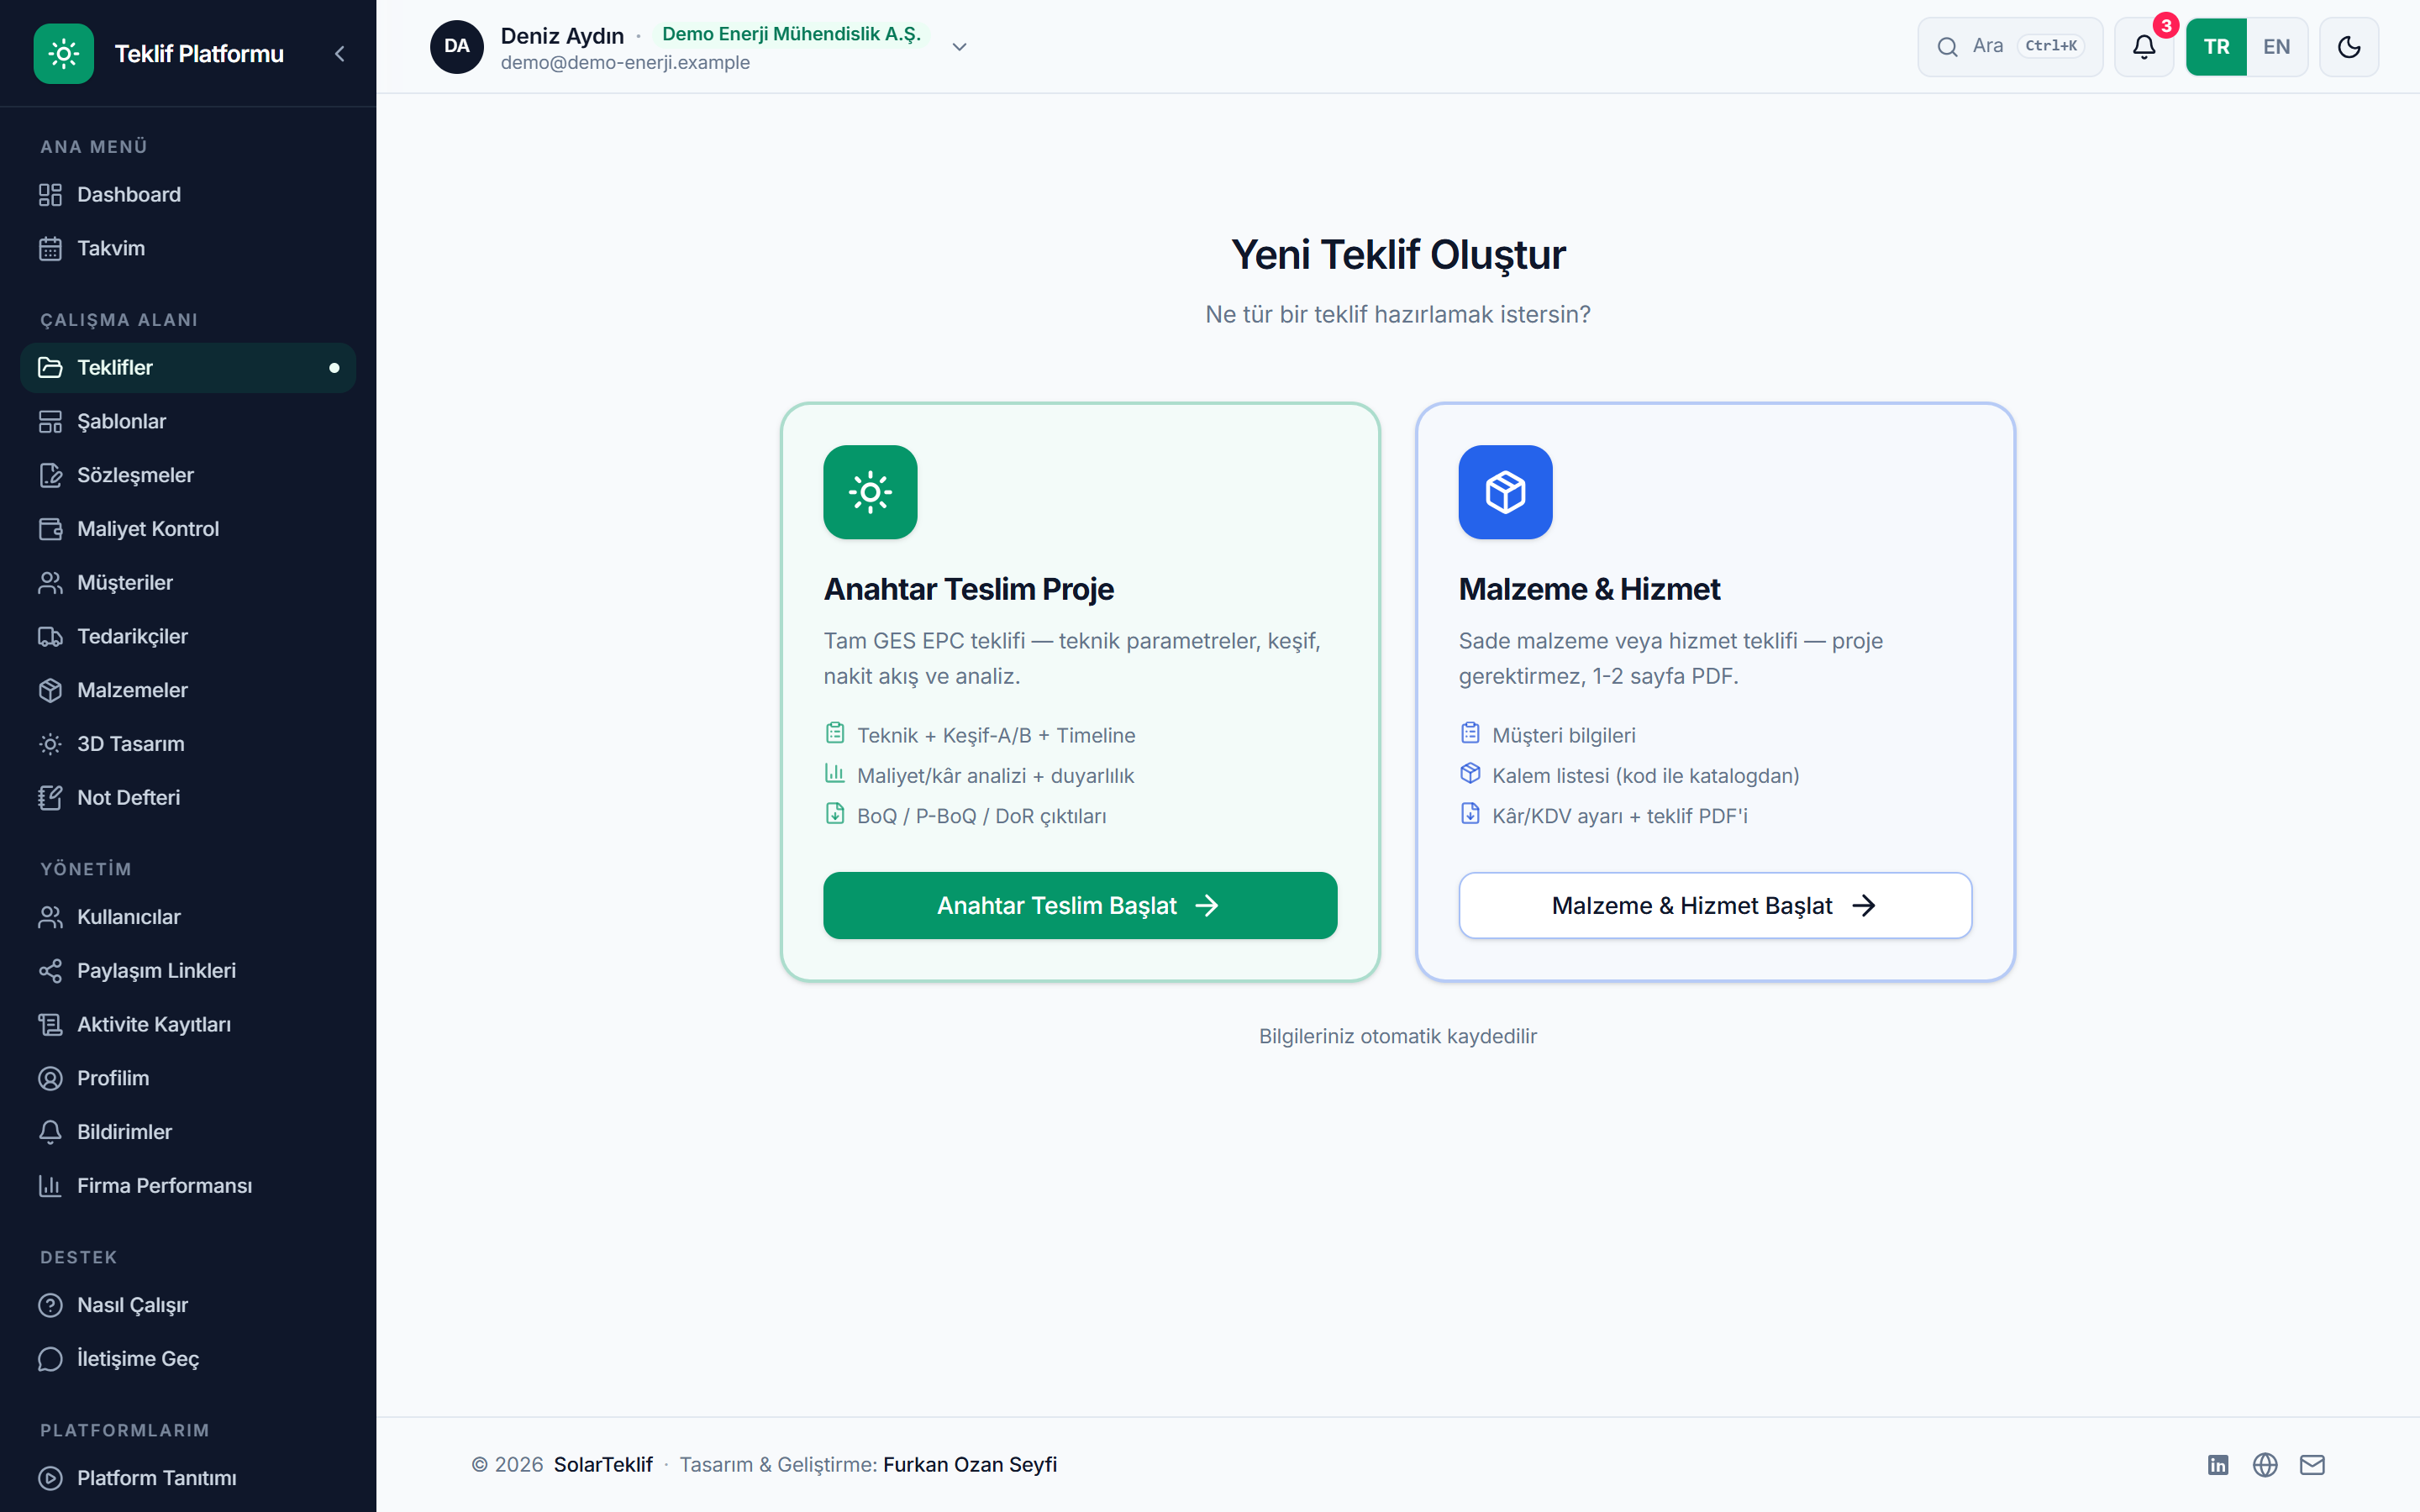 Teklif Platformu
ANA MENÜ
Dashboard
Takvim
ÇALIŞMA ALANI
Teklifler
Şablonlar
Sözleşmeler
Maliyet Kontrol
Müşteriler
Tedarikçiler
Malzemeler
3D Tasarım
Not Defteri
YÖNETİM
Kullanıcılar
Paylaşım Linkleri
Aktivite Kayıtları
Profilim
Bildirimler
Firma Performansı
DESTEK
Nasıl Çalışır
İletişime Geç
PLATFORMLARIM
Platform Tanıtımı
DA
Deniz Aydın · Demo Enerji Mühendislik A.Ş.
demo@demo-enerji.example
Ara Ctrl+K
3
TR EN
Yeni Teklif Oluştur
Ne tür bir teklif hazırlamak istersin?
Anahtar Teslim Proje
Tam GES EPC teklifi — teknik parametreler, keşif,
nakit akış ve analiz.
Teknik + Keşif-A/B + Timeline
Maliyet/kâr analizi + duyarlılık
BoQ / P-BoQ / DoR çıktıları
Anahtar Teslim Başlat
Malzeme & Hizmet
Sade malzeme veya hizmet teklifi — proje
gerektirmez, 1-2 sayfa PDF.
Müşteri bilgileri
Kalem listesi (kod ile katalogdan)
Kâr/KDV ayarı + teklif PDF'i
Malzeme & Hizmet Başlat
Bilgileriniz otomatik kaydedilir
© 2026 SolarTeklif · Tasarım & Geliştirme: Furkan Ozan Seyfi